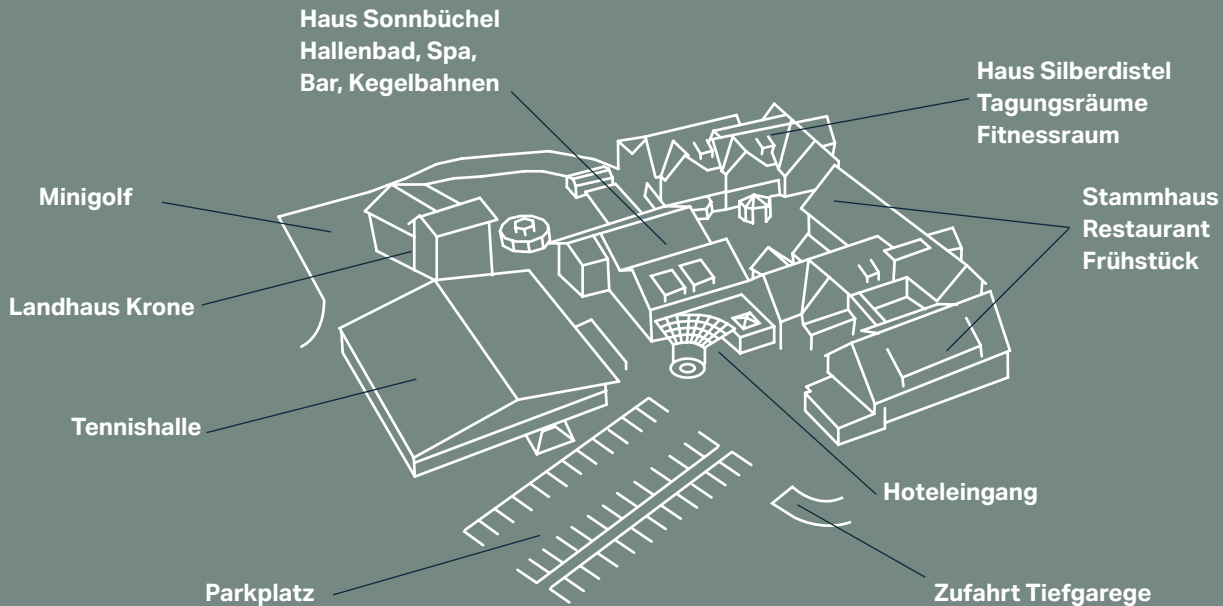 Haus Sonnbüchel
Hallenbad, Spa,
Bar, Kegelbahnen
Haus Silberdistel
Tagungsräume
Fitnessraum
Minigolf
Stammhaus
Restaurant
Frühstück
Landhaus Krone
Tennishalle
Hoteleingang
Parkplatz
Zufahrt Tiefgarege